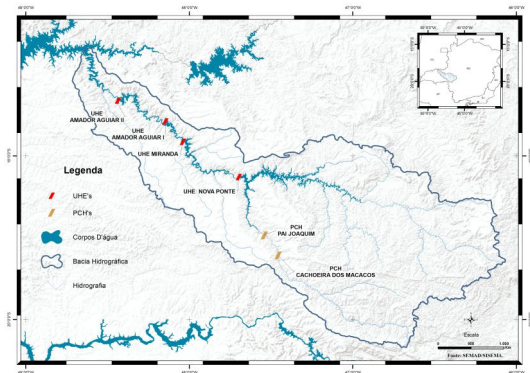 UHE
AMADOR AGUIAR II
UHE
AMADOR AGUIAR I
UHE MIRANDA
UHE NOVA PONTE
PCH
PAI JOAQUIM
PCH
CACHOEIRA DOS MACACOS
Legenda
UHE's
PCH's
Corpos D'água
Bacia Hidrográfica
Hidrografia
Escala
Fonte: SEMAD/SISEMA.